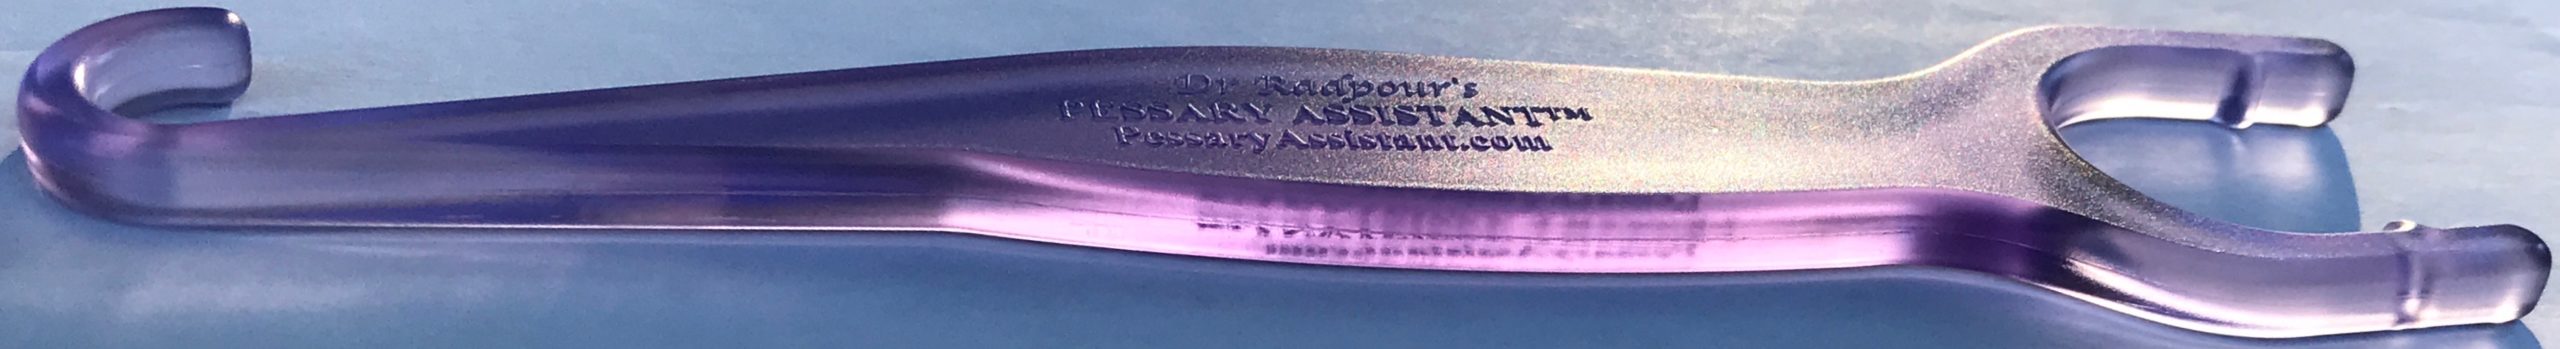 Dr Radpour's
PESSARY ASSISTANT™
PessaryAssistant.com